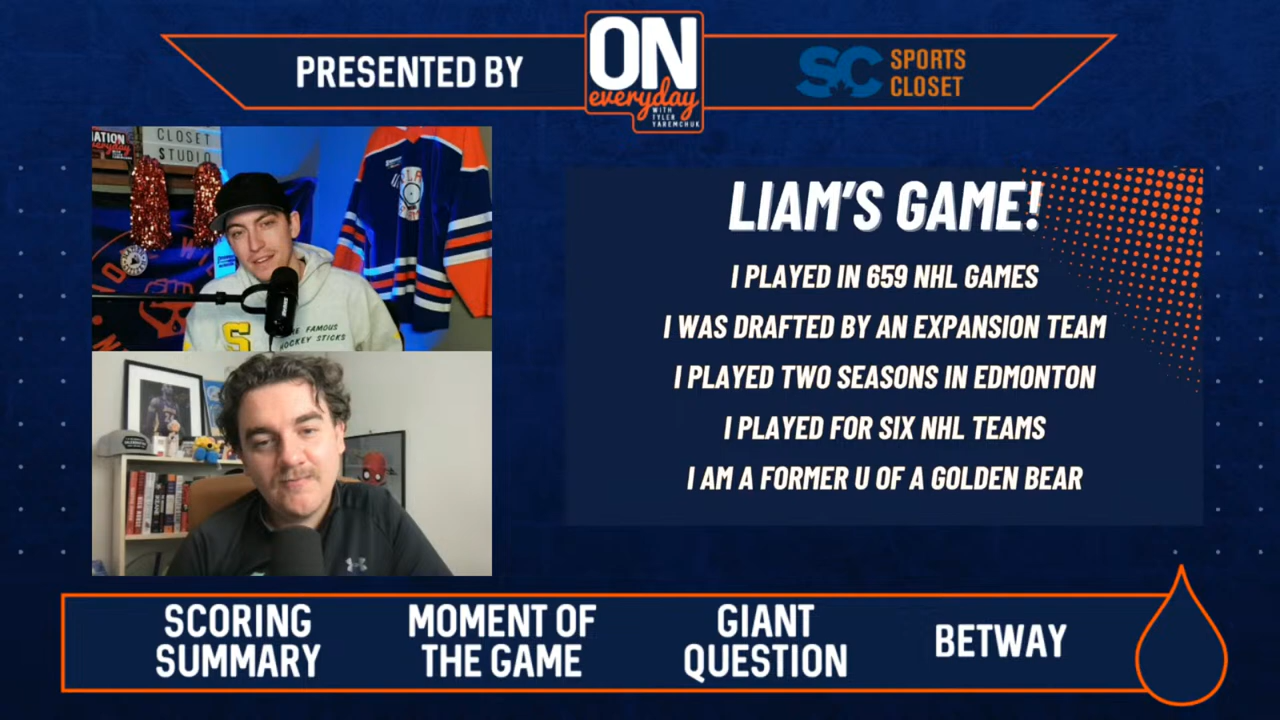 PRESENTED BY
ON
everyday
WITH
TYLER
YAREMCHUK
SC
SPORTS
CLOSET
NATION
everyday
CLOSET
STUDIO
S
FAMOUS
HOCKEY STICKS
LIAM'S GAME!
I PLAYED IN 659 NHL GAMES
I WAS DRAFTED BY AN EXPANSION TEAM
I PLAYED TWO SEASONS IN EDMONTON
I PLAYED FOR SIX NHL TEAMS
I AM A FORMER U OF A GOLDEN BEAR
SCORING
SUMMARY
MOMENT OF
THE GAME
GIANT
QUESTION
BETWAY